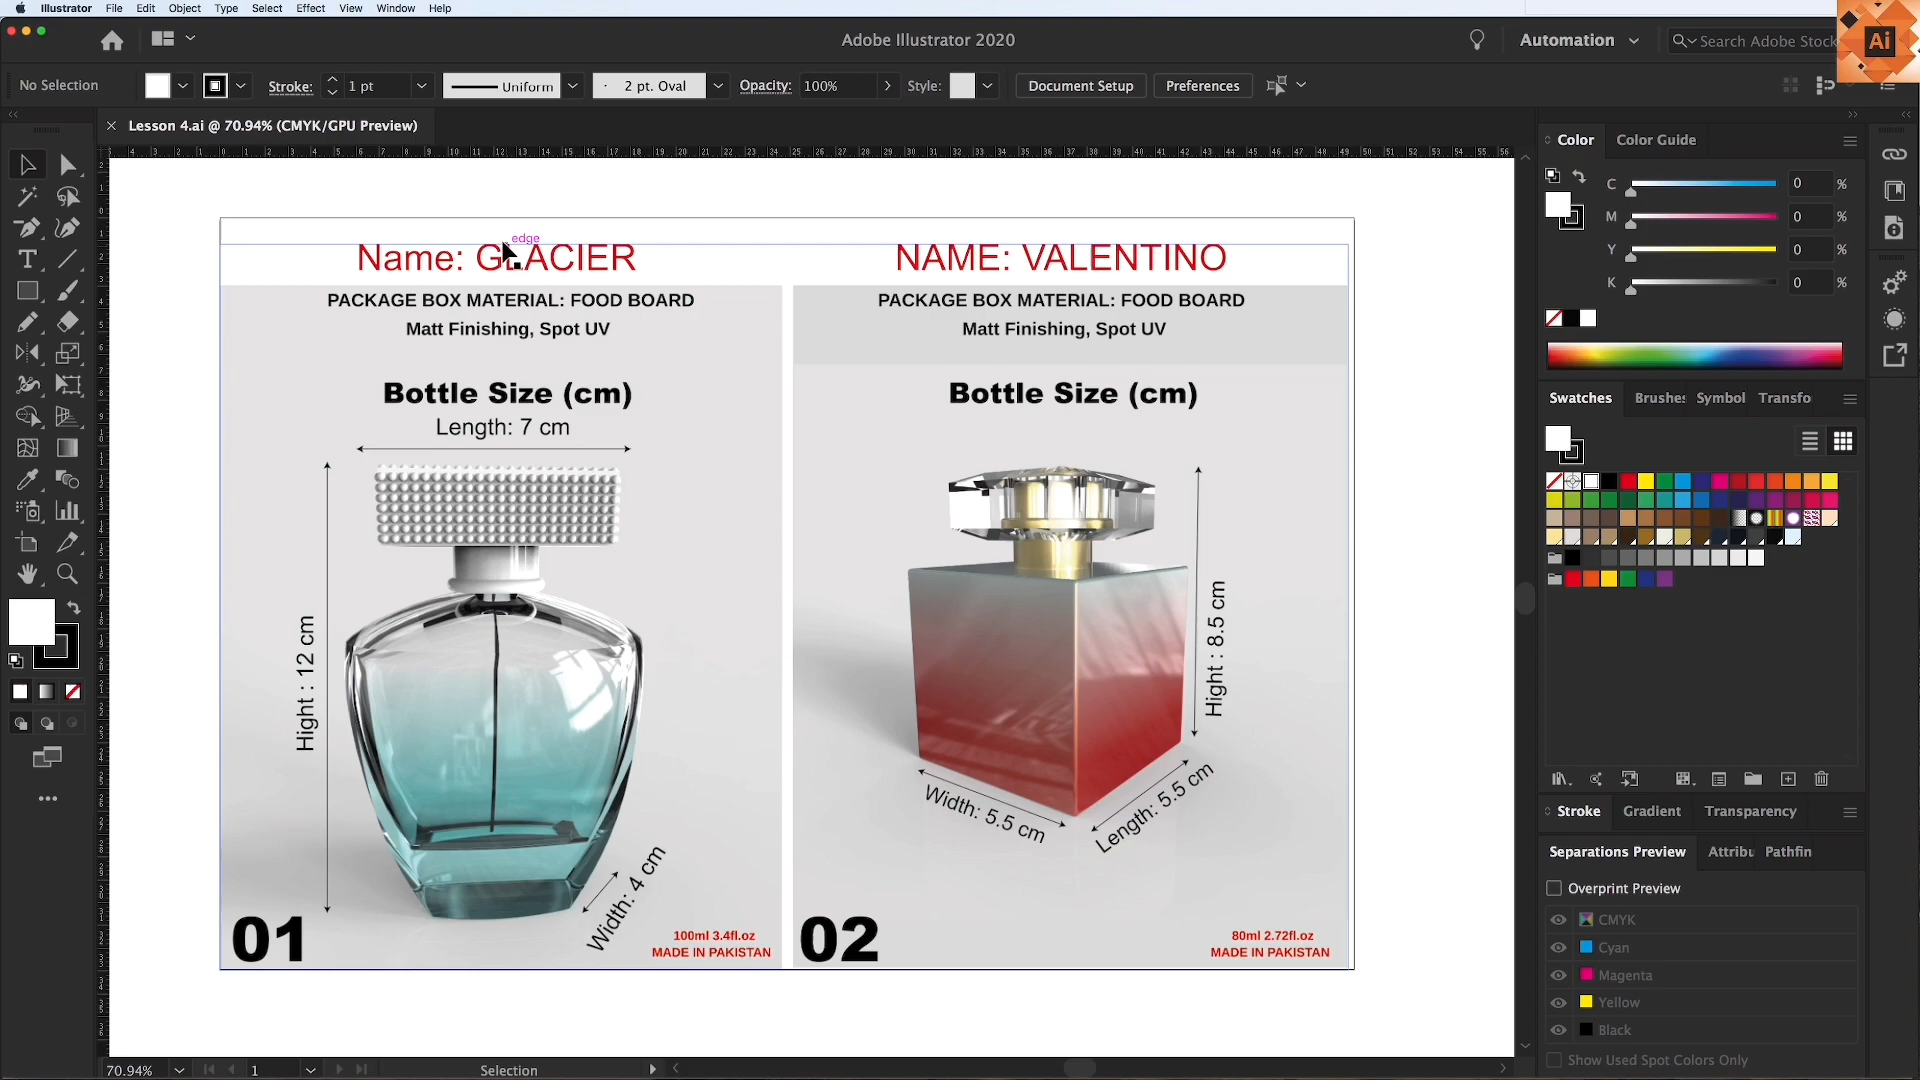 Illustrator File Edit Object Type Select Effect View Window Help
Adobe Illustrator 2020
Automation
Search Adobe Stock
Ai
No Selection
Stroke: 1 pt
Uniform
2 pt. Oval
Opacity: 100%
Style:
Document Setup
Preferences
Lesson 4.ai @ 70.94% (CMYK/GPU Preview)
edge
Name: GLACIER
PACKAGE BOX MATERIAL: FOOD BOARD
Matt Finishing, Spot UV
Bottle Size (cm)
Length: 7 cm
Hight : 12 cm
Width: 4 cm
01
100ml 3.4fl.oz
MADE IN PAKISTAN
NAME: VALENTINO
PACKAGE BOX MATERIAL: FOOD BOARD
Matt Finishing, Spot UV
Bottle Size (cm)
Hight : 8.5 cm
Width: 5.5 cm
Length: 5.5 cm
02
80ml 2.72fl.oz
MADE IN PAKISTAN
Color Color Guide
C 0 %
M 0 %
Y 0 %
K 0 %
Swatches Brushes Symbol Transfo
Stroke Gradient Transparency
Separations Preview Attribu Pathfin
Overprint Preview
CMYK
Cyan
Magenta
Yellow
Black
Show Used Spot Colors Only
70.94% 1 Selection